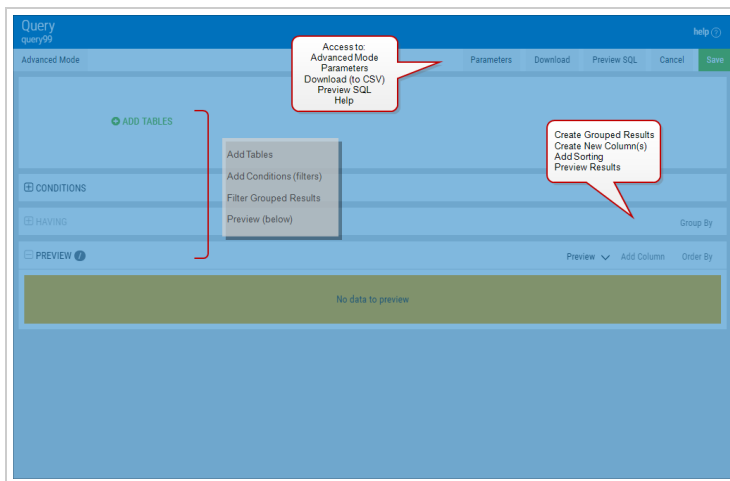 Query
query99
help
Advanced Mode
Parameters Download Preview SQL Cancel Save
Access to:
Advanced Mode
Parameters
Download (to CSV)
Preview SQL
Help
ADD TABLES
Add Tables
Add Conditions (filters)
Filter Grouped Results
Preview (below)
Create Grouped Results
Create New Column(s)
Add Sorting
Preview Results
CONDITIONS
HAVING
Group By
PREVIEW
Preview Add Column Order By
No data to preview